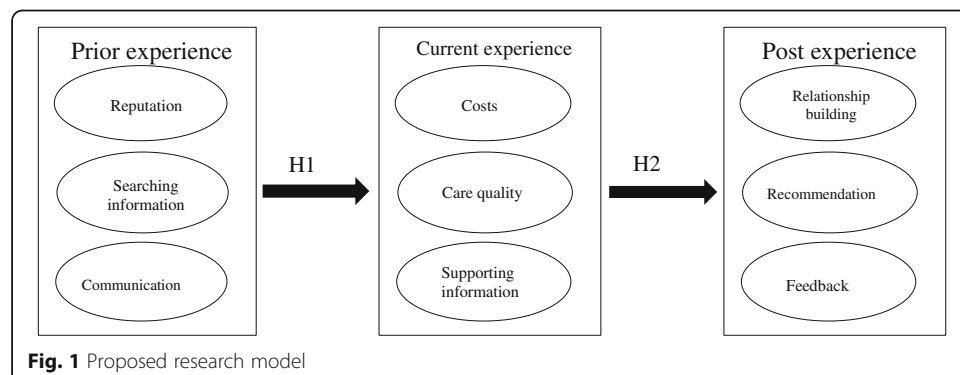 Prior experience
Reputation
Searching
information
Communication
H1
Current experience
Costs
Care quality
Supporting
information
H2
Post experience
Relationship
building
Recommendation
Feedback
Fig. 1 Proposed research model